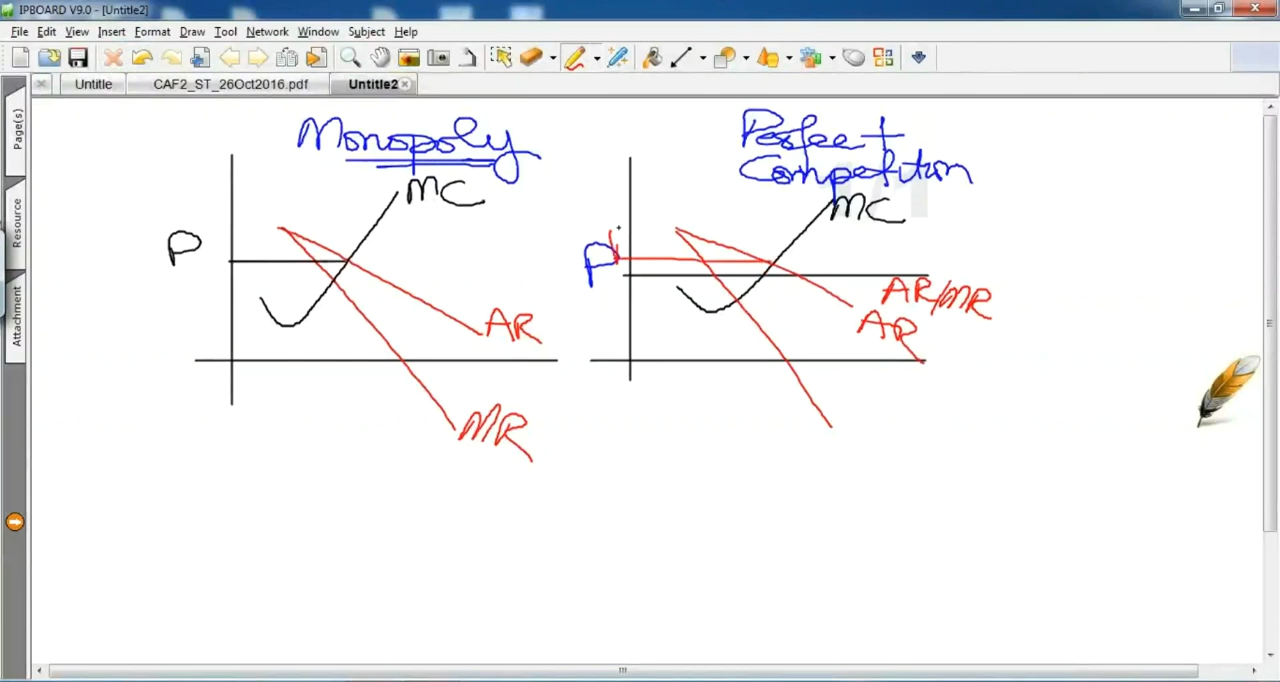 IPBOARD V9.0 - [Untitle2]
File Edit View Insert Format Draw Tool Network Window Subject Help
Untitle CAF2_ST_26Oct2016.pdf Untitle2
Page(s)
Resource
Attachment
Monopoly
MC
P
AR
MR
Perfect
Competition
MC
P
AR/MR
AR